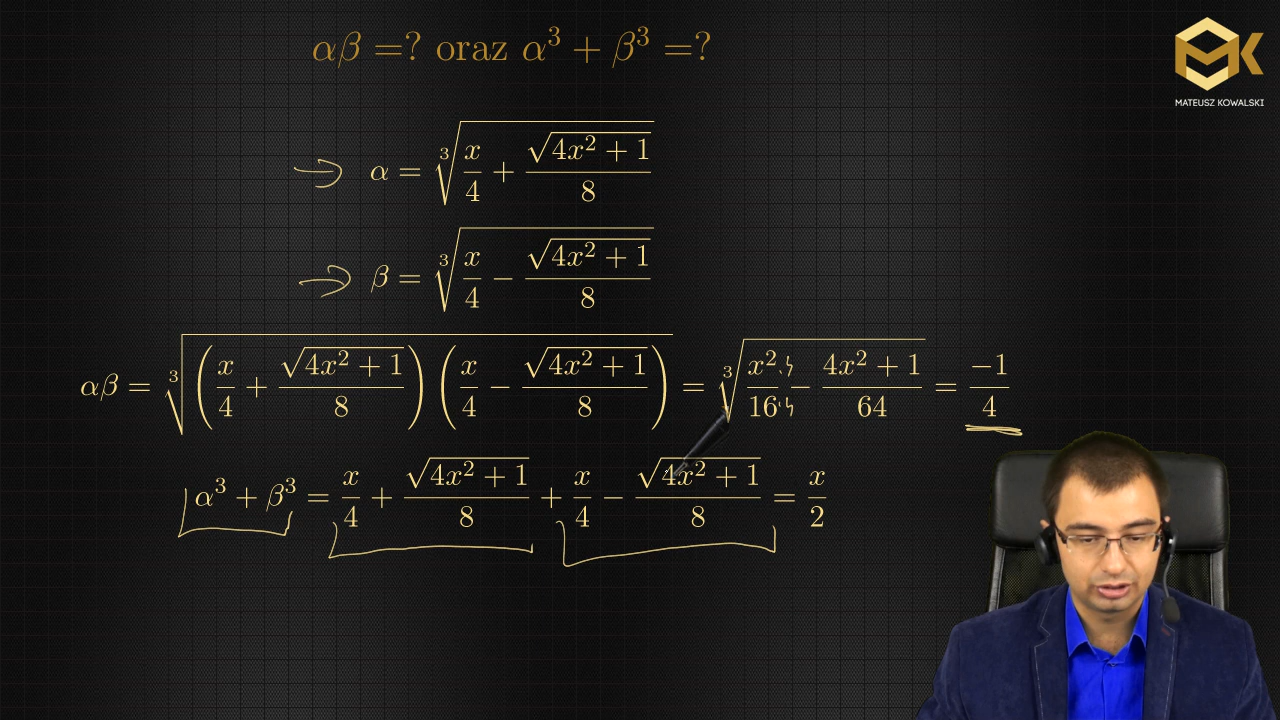 αβ =? oraz α³ + β³ =?
MATEUSZ KOWALSKI
α = ∛(x/4 + √(4x² + 1)/8)
β = ∛(x/4 − √(4x² + 1)/8)
αβ = ∛((x/4 + √(4x² + 1)/8)(x/4 − √(4x² + 1)/8)) = ∛(x²·4/16·4 − (4x² + 1)/64) = −1/4
α³ + β³ = x/4 + √(4x² + 1)/8 + x/4 − √(4x² + 1)/8 = x/2